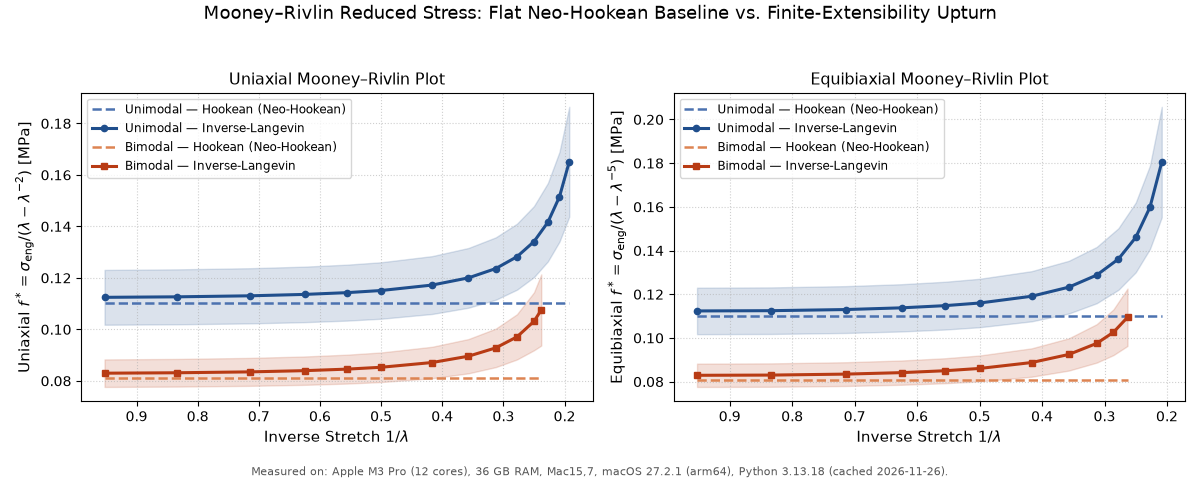 Mooney–Rivlin Reduced Stress: Flat Neo-Hookean Baseline vs. Finite-Extensibility Upturn
Uniaxial Mooney–Rivlin Plot
Uniaxial f* = σ_eng/(λ − λ⁻²) [MPa]
0.18
0.16
0.14
0.12
0.10
0.08
Unimodal — Hookean (Neo-Hookean)
Unimodal — Inverse-Langevin
Bimodal — Hookean (Neo-Hookean)
Bimodal — Inverse-Langevin
0.9 0.8 0.7 0.6 0.5 0.4 0.3 0.2
Inverse Stretch 1/λ
Equibiaxial Mooney–Rivlin Plot
Equibiaxial f* = σ_eng/(λ − λ⁻⁵) [MPa]
0.20
0.18
0.16
0.14
0.12
0.10
0.08
Unimodal — Hookean (Neo-Hookean)
Unimodal — Inverse-Langevin
Bimodal — Hookean (Neo-Hookean)
Bimodal — Inverse-Langevin
0.9 0.8 0.7 0.6 0.5 0.4 0.3 0.2
Inverse Stretch 1/λ
Measured on: Apple M3 Pro (12 cores), 36 GB RAM, Mac15,7, macOS 27.2.1 (arm64), Python 3.13.18 (cached 2026-11-26).